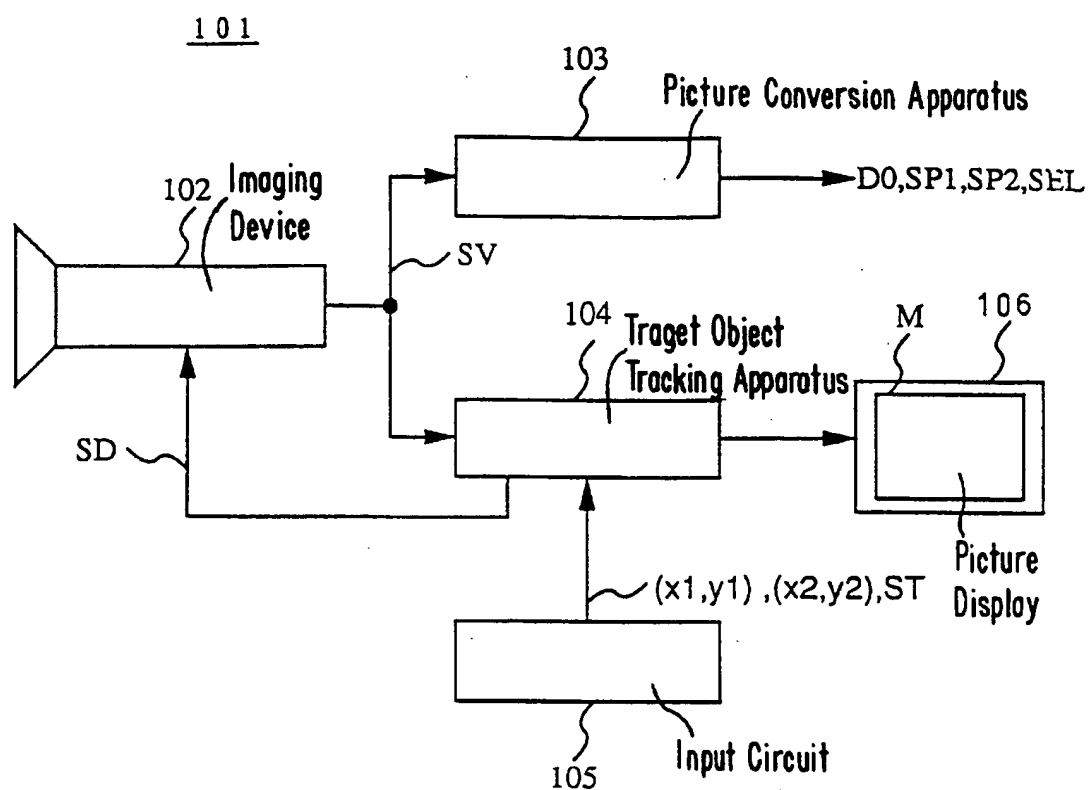 101
103
Picture Conversion Apparatus
D0,SP1,SP2,SEL
102
Imaging
Device
SV
104
Traget Object
Tracking Apparatus
M
106
SD
Picture
Display
(x1,y1) ,(x2,y2),ST
105
Input Circuit